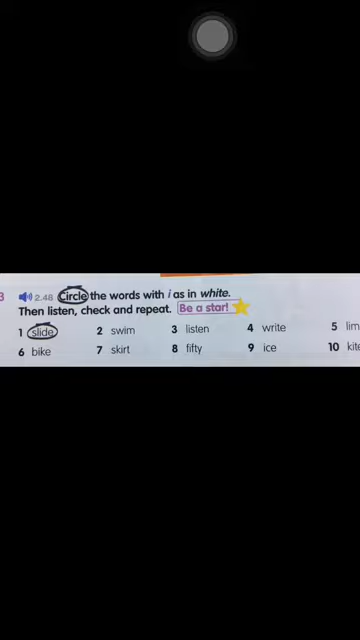 3 2.48 Circle the words with i as in white.
Then listen, check and repeat. Be a star!
1 slide 2 swim 3 listen 4 write 5
6 bike 7 skirt 8 fifty 9 ice 10